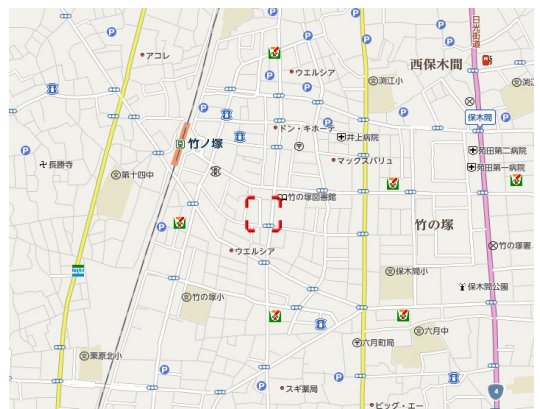 日光街道
アコレ
ウエルシア
西保木間
渕江小
渕江
ドン・キホーテ
保木間
竹ノ塚
井上病院
苑田第二病院
マックスバリュ
苑田第一病院
長勝寺
第十四中
竹の塚図書館
竹の塚
竹の塚署
ウエルシア
保木間小
保木間公園
竹の塚小
六月中
六月町局
栗原北小
スギ薬局
4
ビッグ・エー